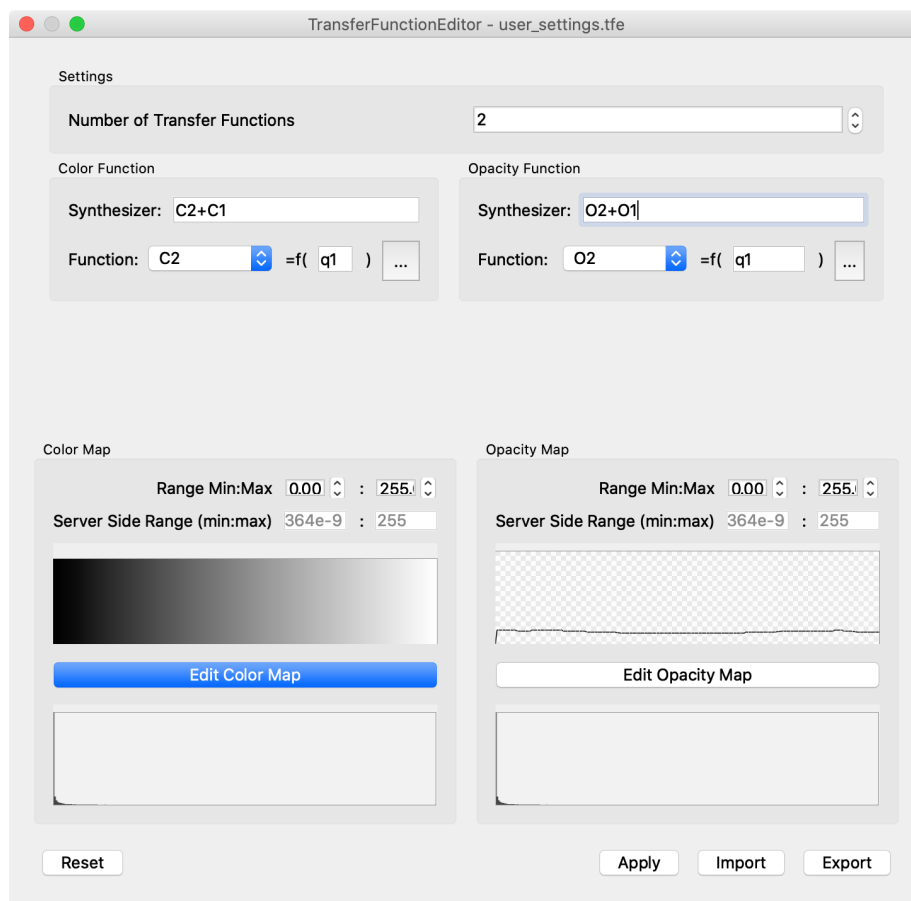 TransferFunctionEditor - user_settings.tfe
Settings
Number of Transfer Functions 2
Color Function
Synthesizer: C2+C1
Function: C2 =f( q1 ) ...
Opacity Function
Synthesizer: O2+O1
Function: O2 =f( q1 ) ...
Color Map
Range Min:Max 0.00 : 255.
Server Side Range (min:max) 364e-9 : 255
Edit Color Map
Opacity Map
Range Min:Max 0.00 : 255.
Server Side Range (min:max) 364e-9 : 255
Edit Opacity Map
Reset Apply Import Export